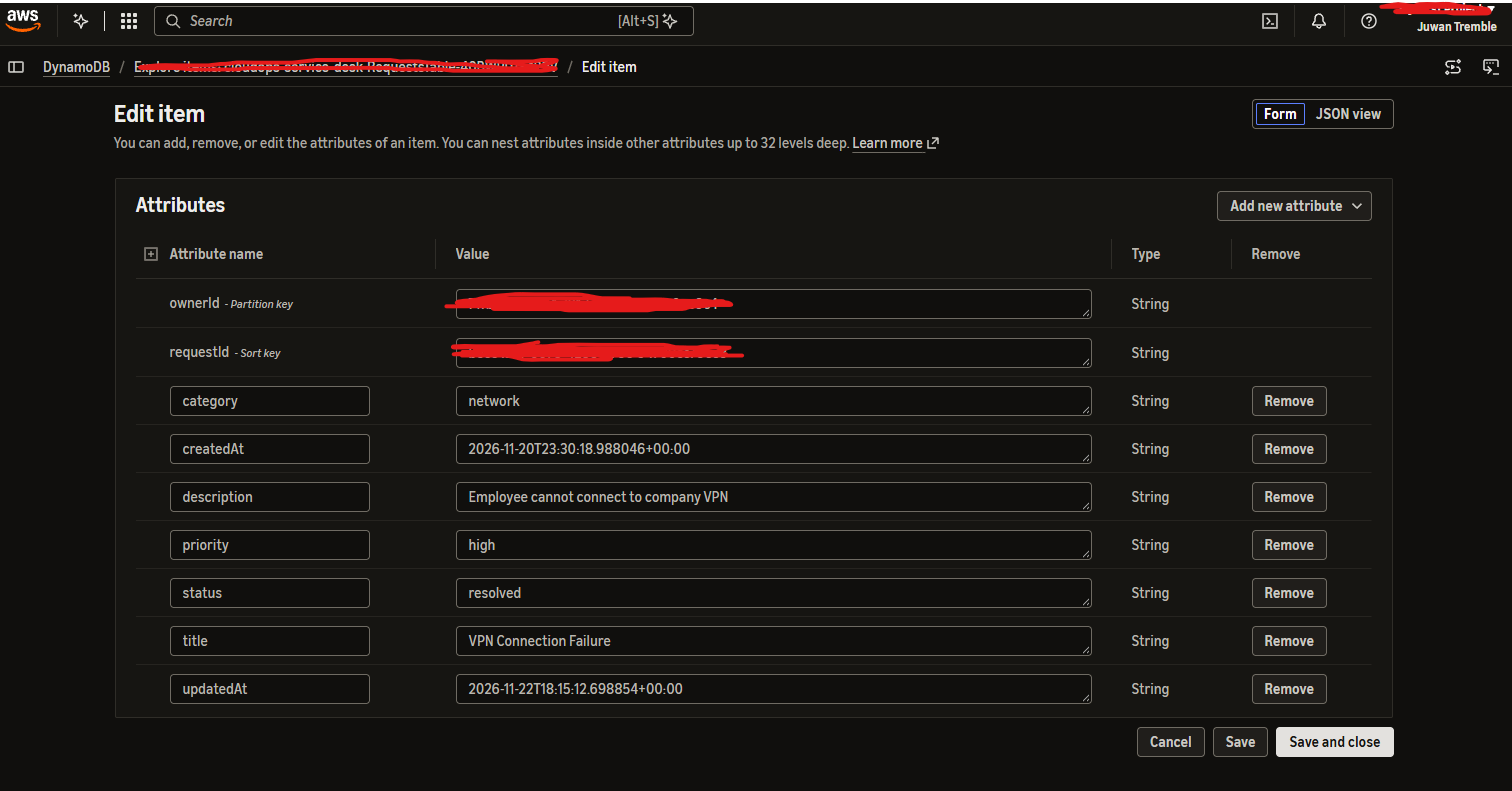 aws Search [Alt+S]
Juwan Tremble
DynamoDB / / Edit item
Edit item
Form JSON view
You can add, remove, or edit the attributes of an item. You can nest attributes inside other attributes up to 32 levels deep. Learn more
Attributes
Add new attribute
Attribute name Value Type Remove
ownerId - Partition key String
requestId - Sort key String
category network String Remove
createdAt 2026-11-20T23:30:18.988046+00:00 String Remove
description Employee cannot connect to company VPN String Remove
priority high String Remove
status resolved String Remove
title VPN Connection Failure String Remove
updatedAt 2026-11-22T18:15:12.698854+00:00 String Remove
Cancel Save Save and close